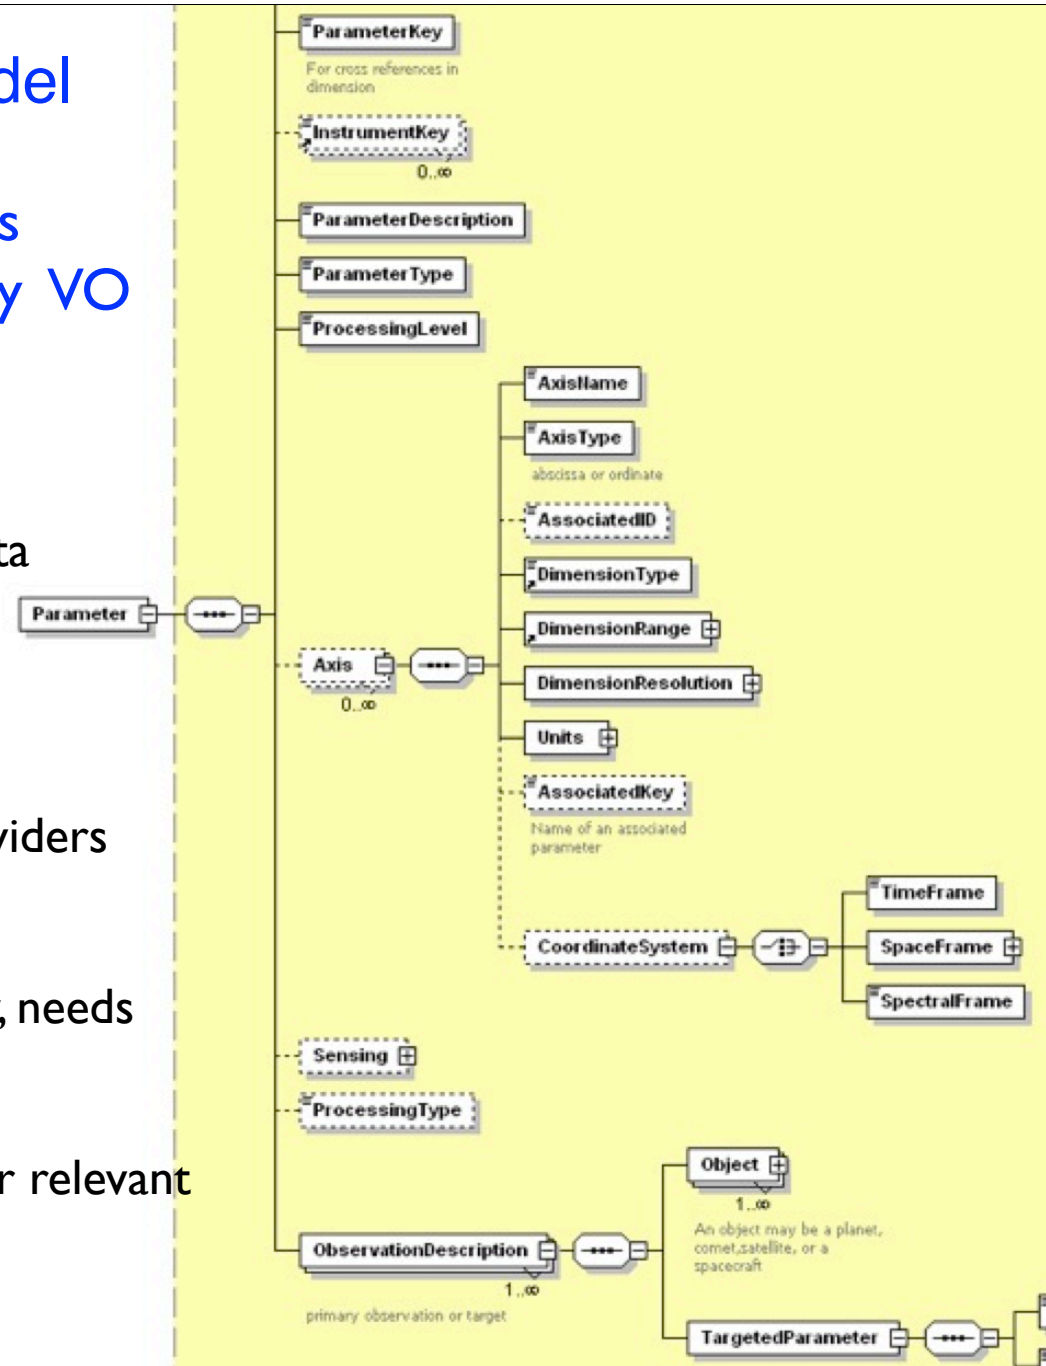 del
s
y VO
ta
viders
, needs
r relevant
Parameter
ParameterKey
For cross references in
dimension
InstrumentKey
0..∞
ParameterDescription
ParameterType
ProcessingLevel
Axis
0..∞
AxisName
AxisType
abscissa or ordinate
AssociatedID
DimensionType
DimensionRange
DimensionResolution
Units
AssociatedKey
Name of an associated
parameter
CoordinateSystem
TimeFrame
SpaceFrame
SpectralFrame
Sensing
ProcessingType
ObservationDescription
1..∞
primary observation or target
Object
1..∞
An object may be a planet,
comet,satellite, or a
spacecraft
TargetedParameter